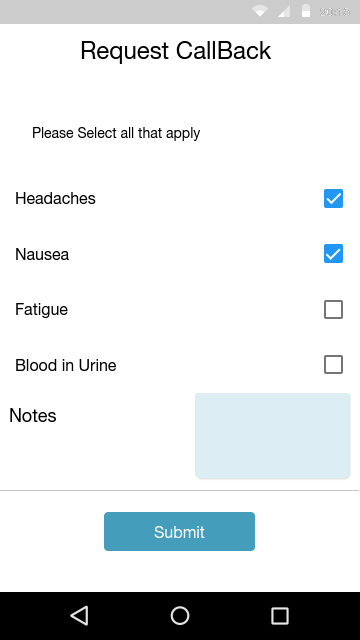 Request CallBack
Please Select all that apply
Headaches
Nausea
Fatigue
Blood in Urine
Notes
Submit